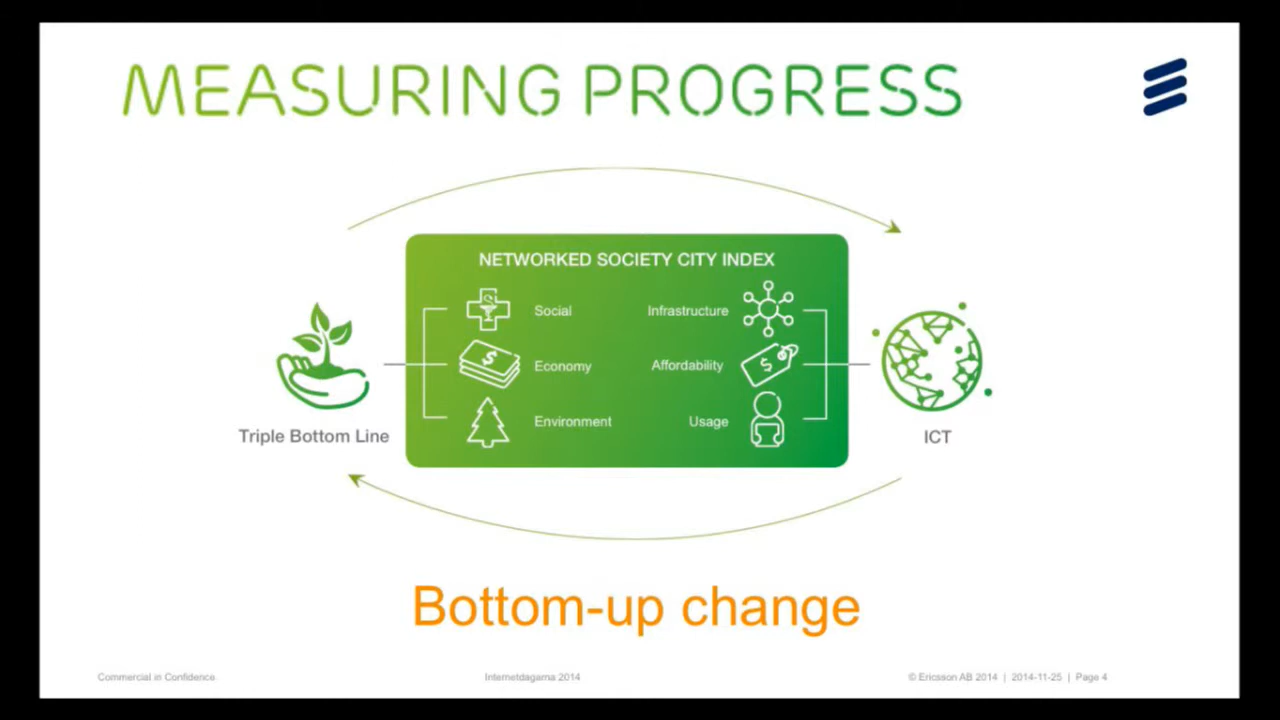 MEASURING PROGRESS
NETWORKED SOCIETY CITY INDEX
Social
Infrastructure
Economy
Affordability
Environment
Usage
Triple Bottom Line
ICT
Bottom-up change
Commercial in Confidence
Internetdagarna 2014
© Ericsson AB 2014 | 2014-11-25 | Page 4